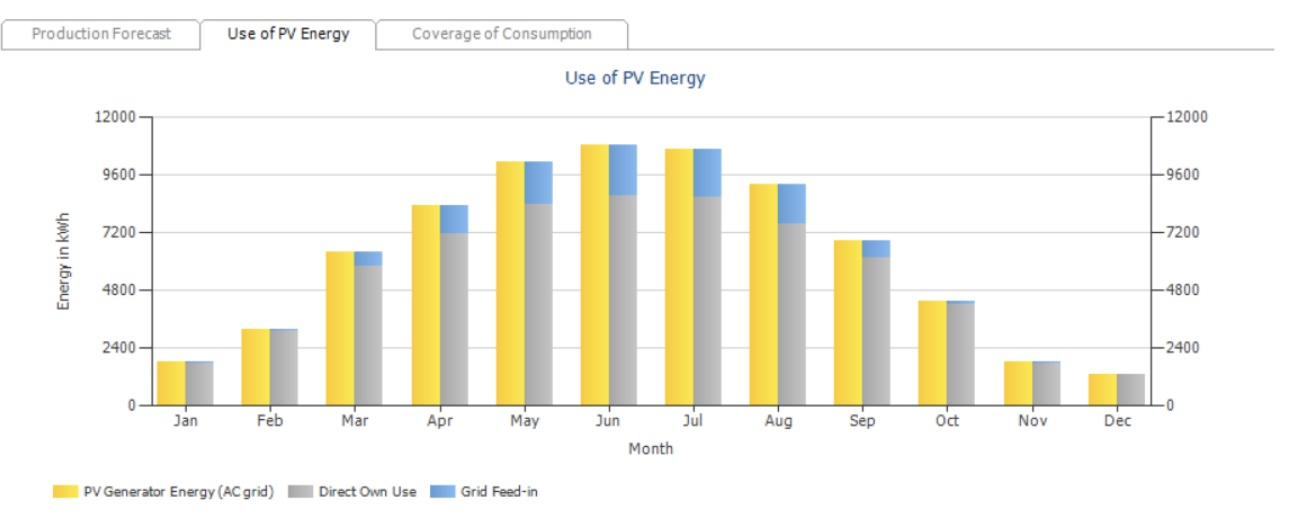 Production Forecast Use of PV Energy Coverage of Consumption
Use of PV Energy
12000 12000
9600 9600
7200 7200
Energy in kWh
4800 4800
2400 2400
0 0
Jan Feb Mar Apr May Jun Jul Aug Sep Oct Nov Dec
Month
PV Generator Energy (AC grid) Direct Own Use Grid Feed-in